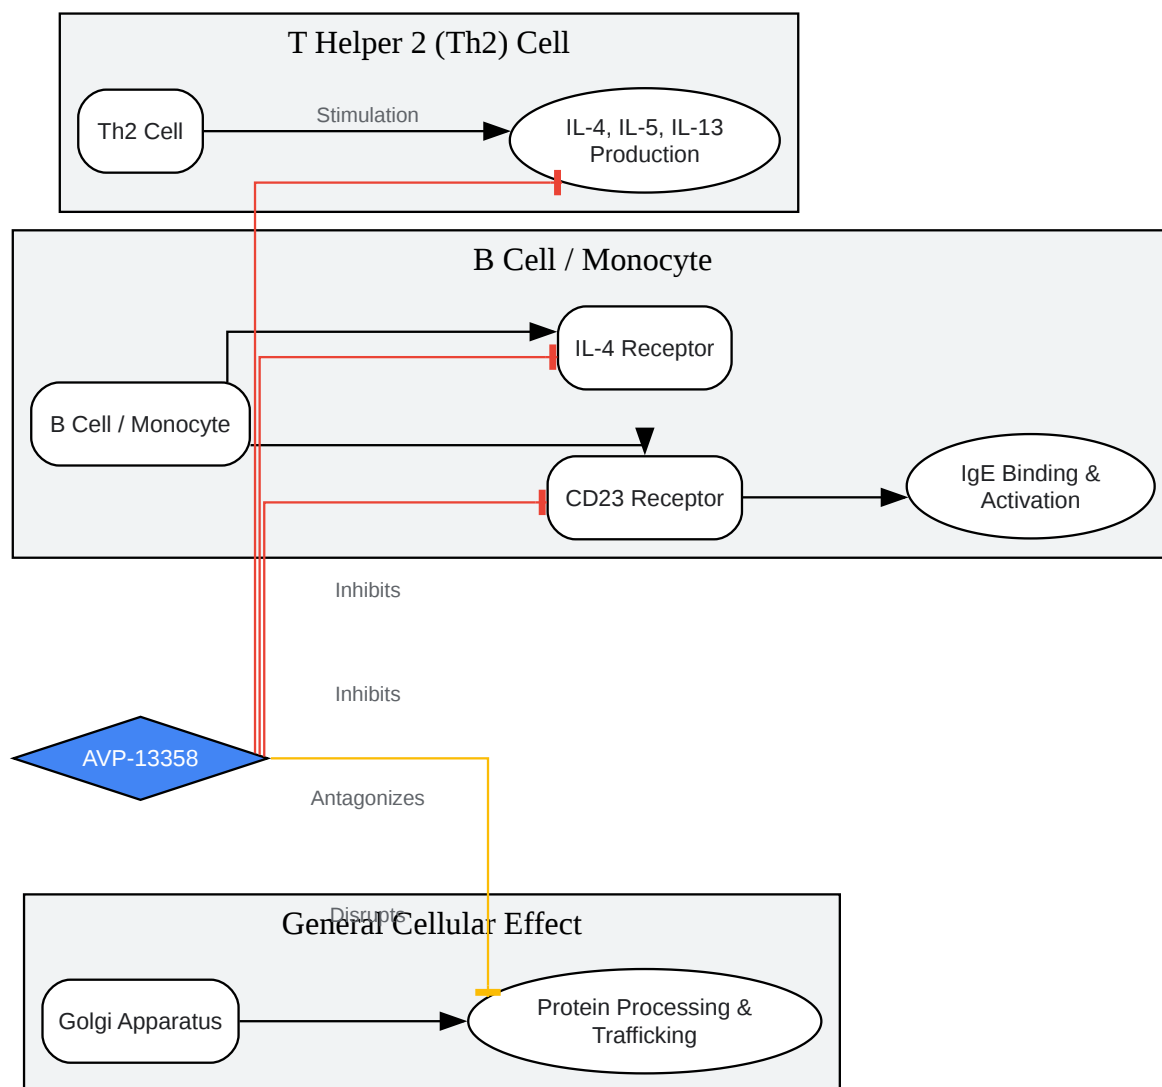 T Helper 2 (Th2) Cell
Th2 Cell
Stimulation
IL-4, IL-5, IL-13
Production
B Cell / Monocyte
IL-4 Receptor
B Cell / Monocyte
CD23 Receptor
IgE Binding &
Activation
Inhibits
Inhibits
AVP-13358
Antagonizes
Disrupts
General Cellular Effect
Golgi Apparatus
Protein Processing &
Trafficking